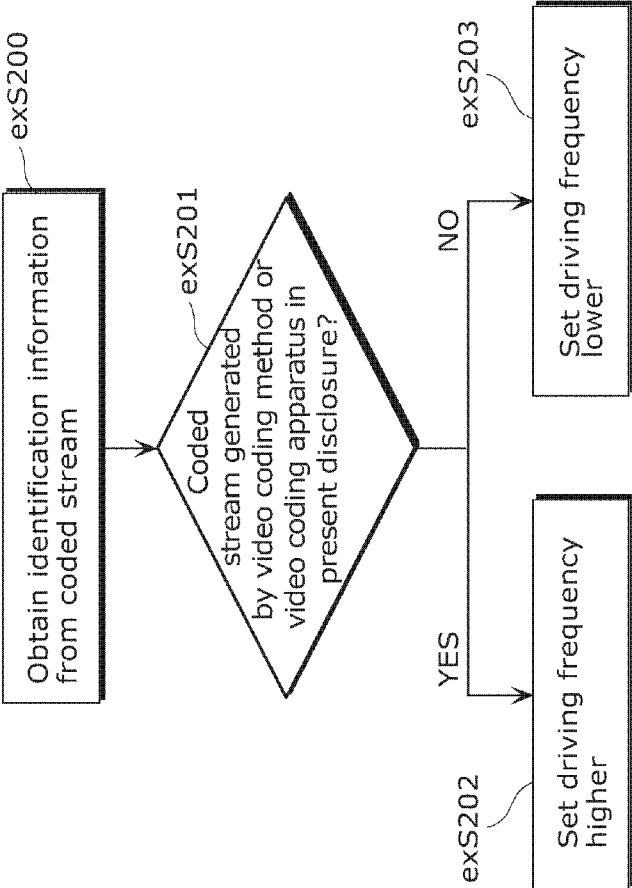 exS200
Obtain identification information
from coded stream
exS201
Coded
stream generated
by video coding method or
video coding apparatus in
present disclosure?
YES
NO
exS202
Set driving frequency
higher
exS203
Set driving frequency
lower